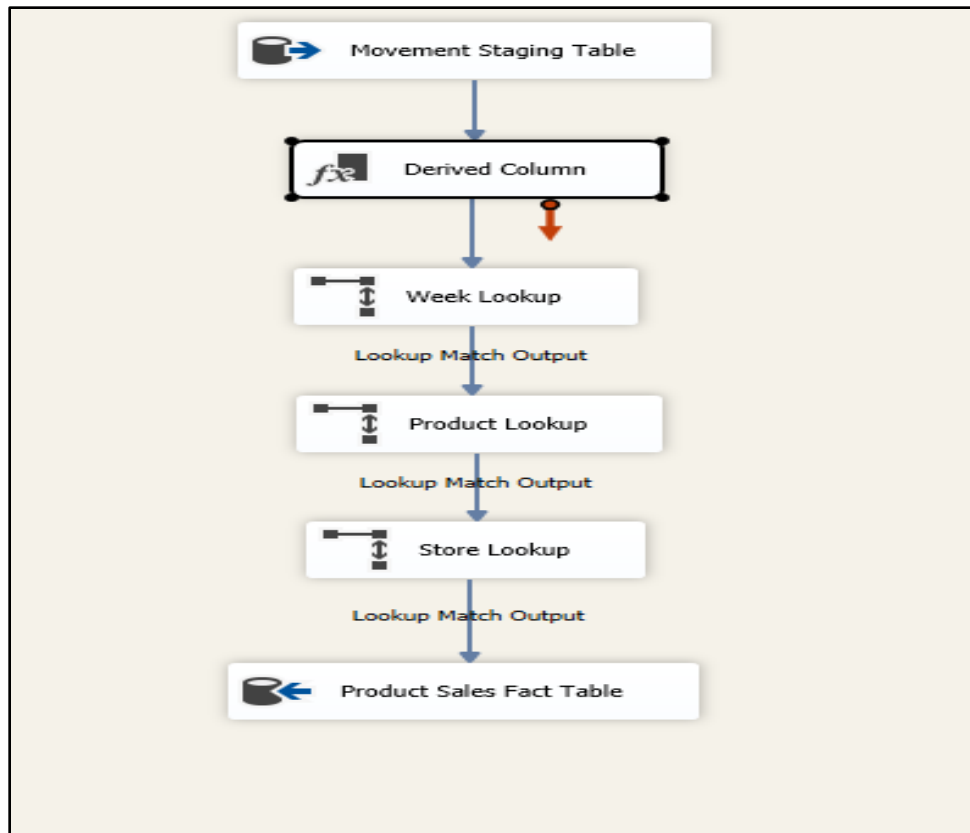 Movement Staging Table
Derived Column
Week Lookup
Lookup Match Output
Product Lookup
Lookup Match Output
Store Lookup
Lookup Match Output
Product Sales Fact Table